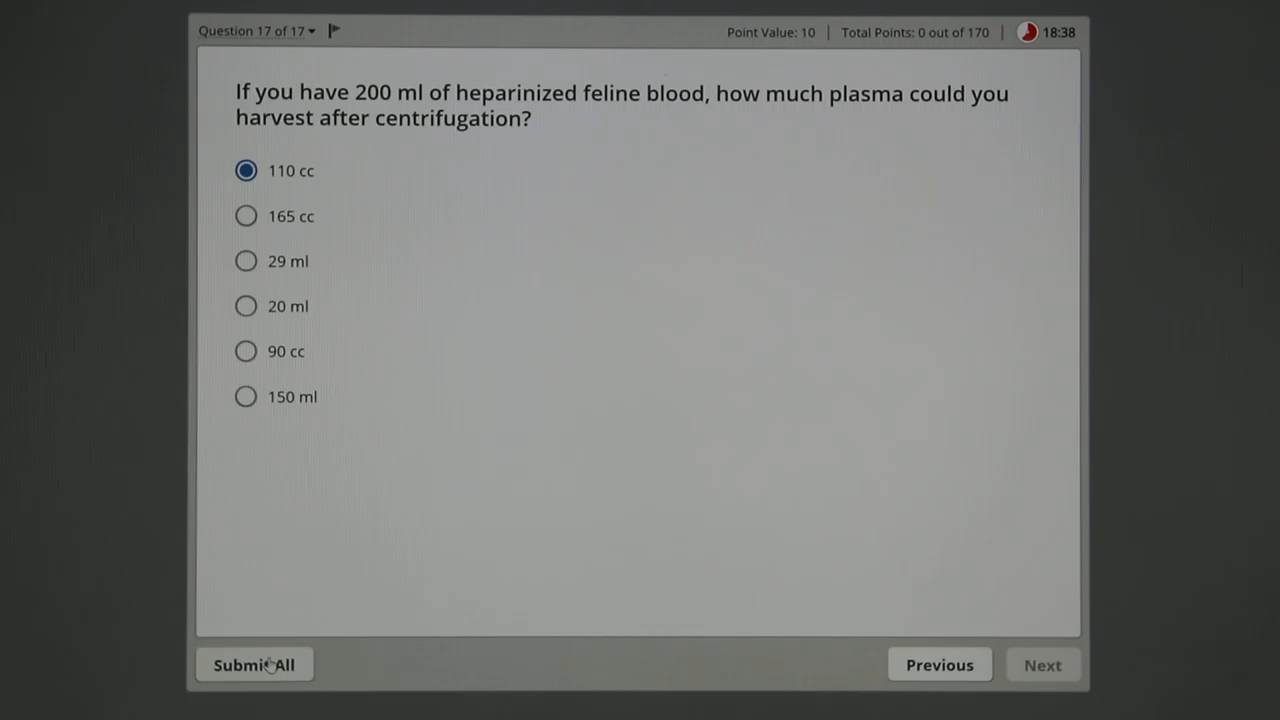 Question 17 of 17
Point Value: 10 | Total Points: 0 out of 170 | 18:38
If you have 200 ml of heparinized feline blood, how much plasma could you
harvest after centrifugation?
110 cc
165 cc
29 ml
20 ml
90 cc
150 ml
Submit All
Previous
Next